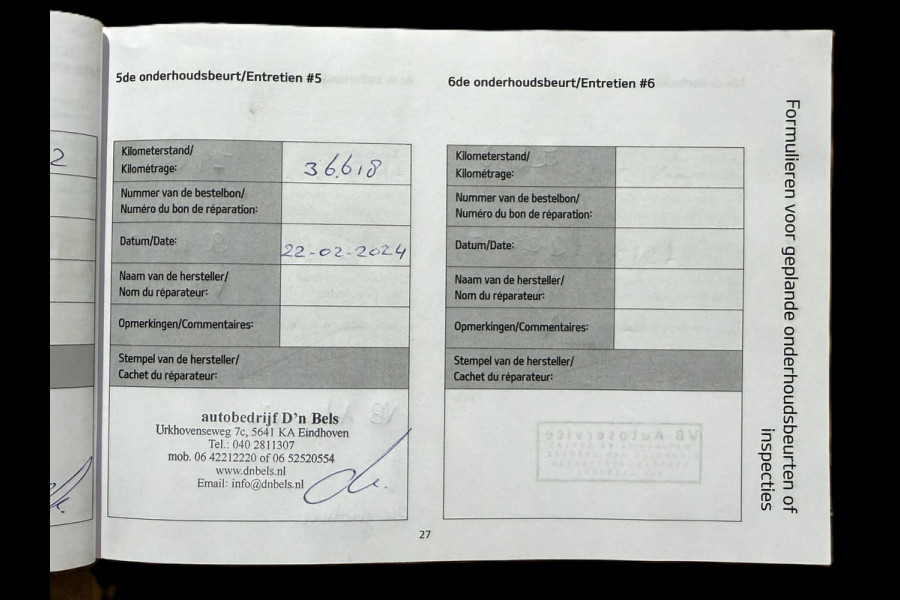 2
5de onderhoudsbeurt/Entretien #5
Kilometerstand/
Kilométrage:
36.618
Nummer van de bestelbon/
Numéro du bon de réparation:
Datum/Date:
22-02-2024
Naam van de hersteller/
Nom du réparateur:
Opmerkingen/Commentaires:
Stempel van de hersteller/
Cachet du réparateur:
autobedrijf D'n Bels
Urkhovenseweg 7c, 5641 KA Eindhoven
Tel.: 040 2811307
mob. 06 42212220 of 06 52520554
www.dnbels.nl
Email: info@dnbels.nl
6de onderhoudsbeurt/Entretien #6
Kilometerstand/
Kilométrage:
Nummer van de bestelbon/
Numéro du bon de réparation:
Datum/Date:
Naam van de hersteller/
Nom du réparateur:
Opmerkingen/Commentaires:
Stempel van de hersteller/
Cachet du réparateur:
VB Autoservice
Formulieren voor geplande onderhoudsbeurten of
inspecties
27